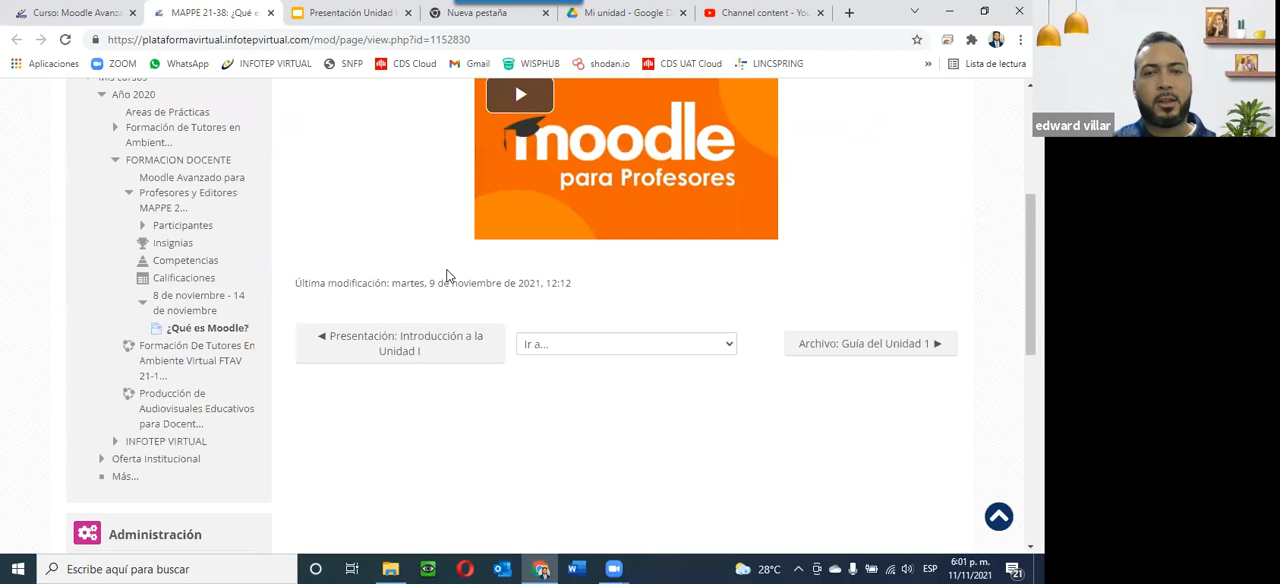 Curso: Moodle Avanza
MAPPE 21-38: ¿Qué e
Presentación Unidad
Nueva pestaña
Mi unidad - Google D
Channel content - Yo
https://plataformavirtual.infotepvirtual.com/mod/page/view.php?id=1152830
Aplicaciones
ZOOM
WhatsApp
INFOTEP VIRTUAL
SNFP
CDS Cloud
Gmail
WISPHUB
shodan.io
CDS UAT Cloud
LINCSPRING
»
Lista de lectura
edward villar
Mis cursos
Año 2020
Areas de Prácticas
Formación de Tutores en
Ambient...
FORMACION DOCENTE
Moodle Avanzado para
Profesores y Editores
MAPPE 2...
Participantes
Insignias
Competencias
Calificaciones
8 de noviembre - 14
de noviembre
¿Qué es Moodle?
Formación De Tutores En
Ambiente Virtual FTAV
21-1...
Producción de
Audiovisuales Educativos
para Docent...
INFOTEP VIRTUAL
Oferta Institucional
Más...
Administración
moodle
para Profesores
Última modificación: martes, 9 de noviembre de 2021, 12:12
◄ Presentación: Introducción a la
Unidad I
Ir a...
Archivo: Guía del Unidad 1 ►
Escribe aquí para buscar
28°C
ESP
6:01 p. m.
11/11/2021
21